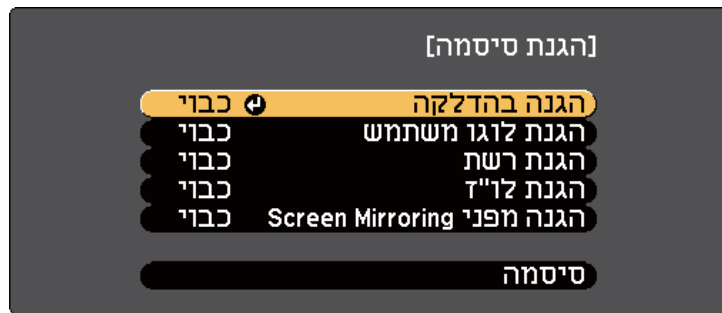 [הגנת סיסמה]
הגנה בהדלקה כבוי
הגנת לוגו משתמש כבוי
הגנת רשת כבוי
הגנת לו"ז כבוי
הגנה מפני Screen Mirroring כבוי
סיסמה